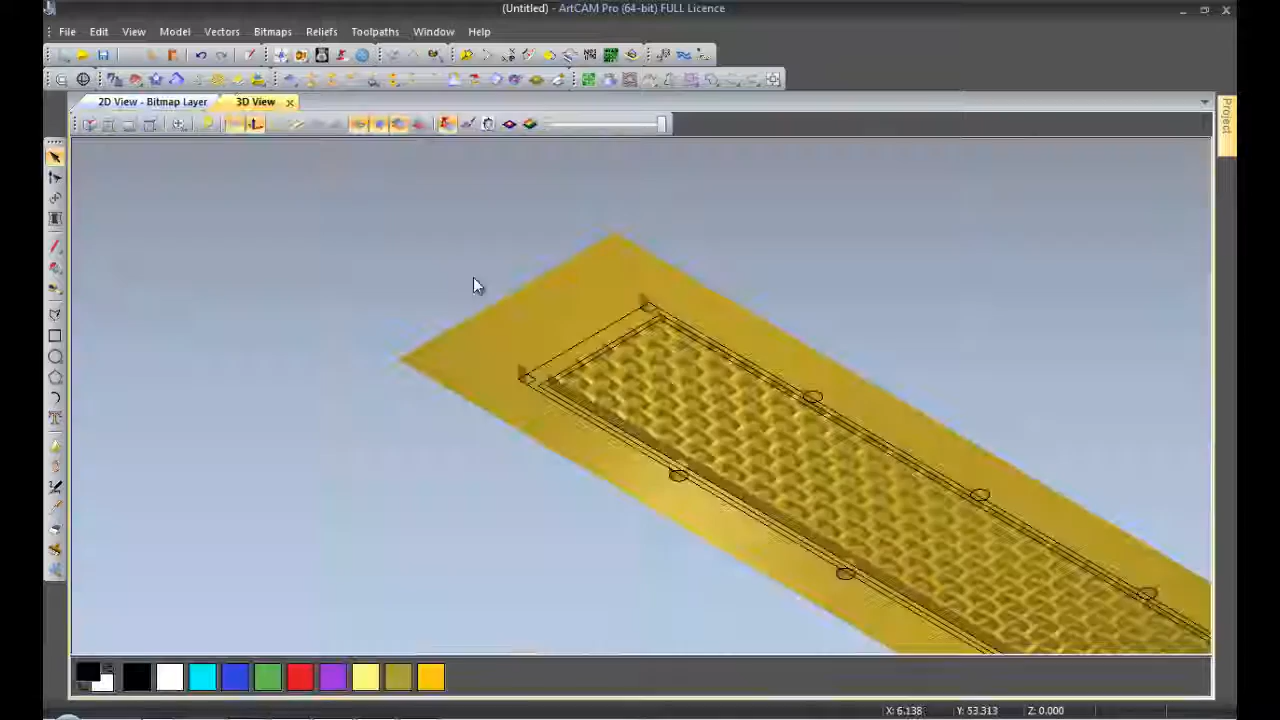 (Untitled) - ArtCAM Pro (64-bit) FULL Licence
File Edit View Model Vectors Bitmaps Reliefs Toolpaths Window Help
2D View - Bitmap Layer 3D View
Project
X: 6.138 Y: 53.313 Z: 0.000